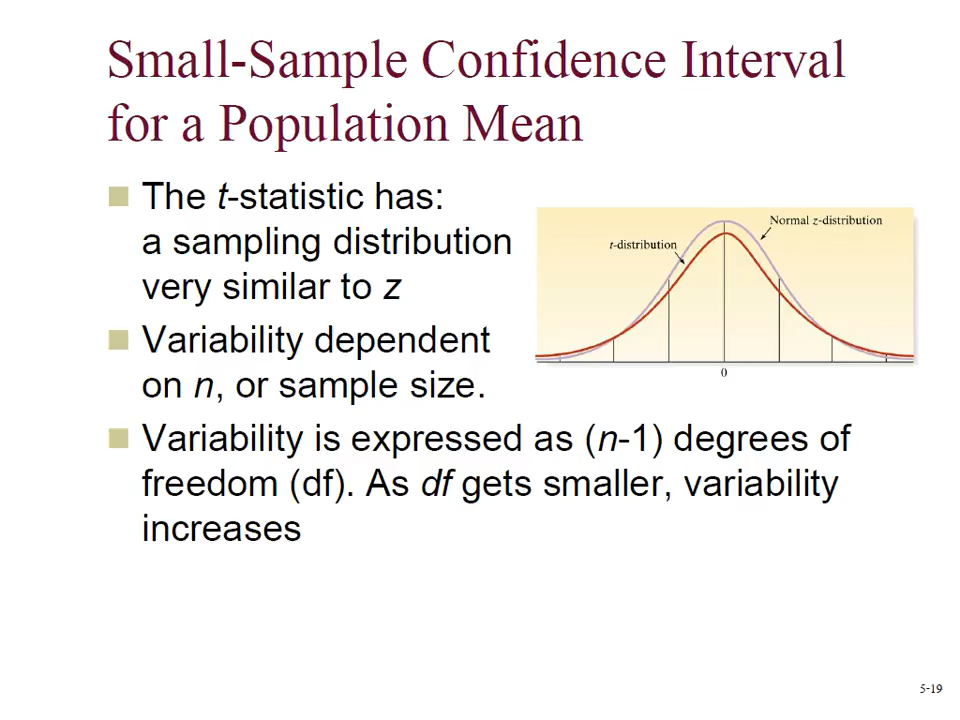 Small-Sample Confidence Interval
for a Population Mean
The t-statistic has:
a sampling distribution
very similar to z
Variability dependent
on n, or sample size.
Variability is expressed as (n-1) degrees of
freedom (df). As df gets smaller, variability
increases
Normal z-distribution
t-distribution
0
5-19